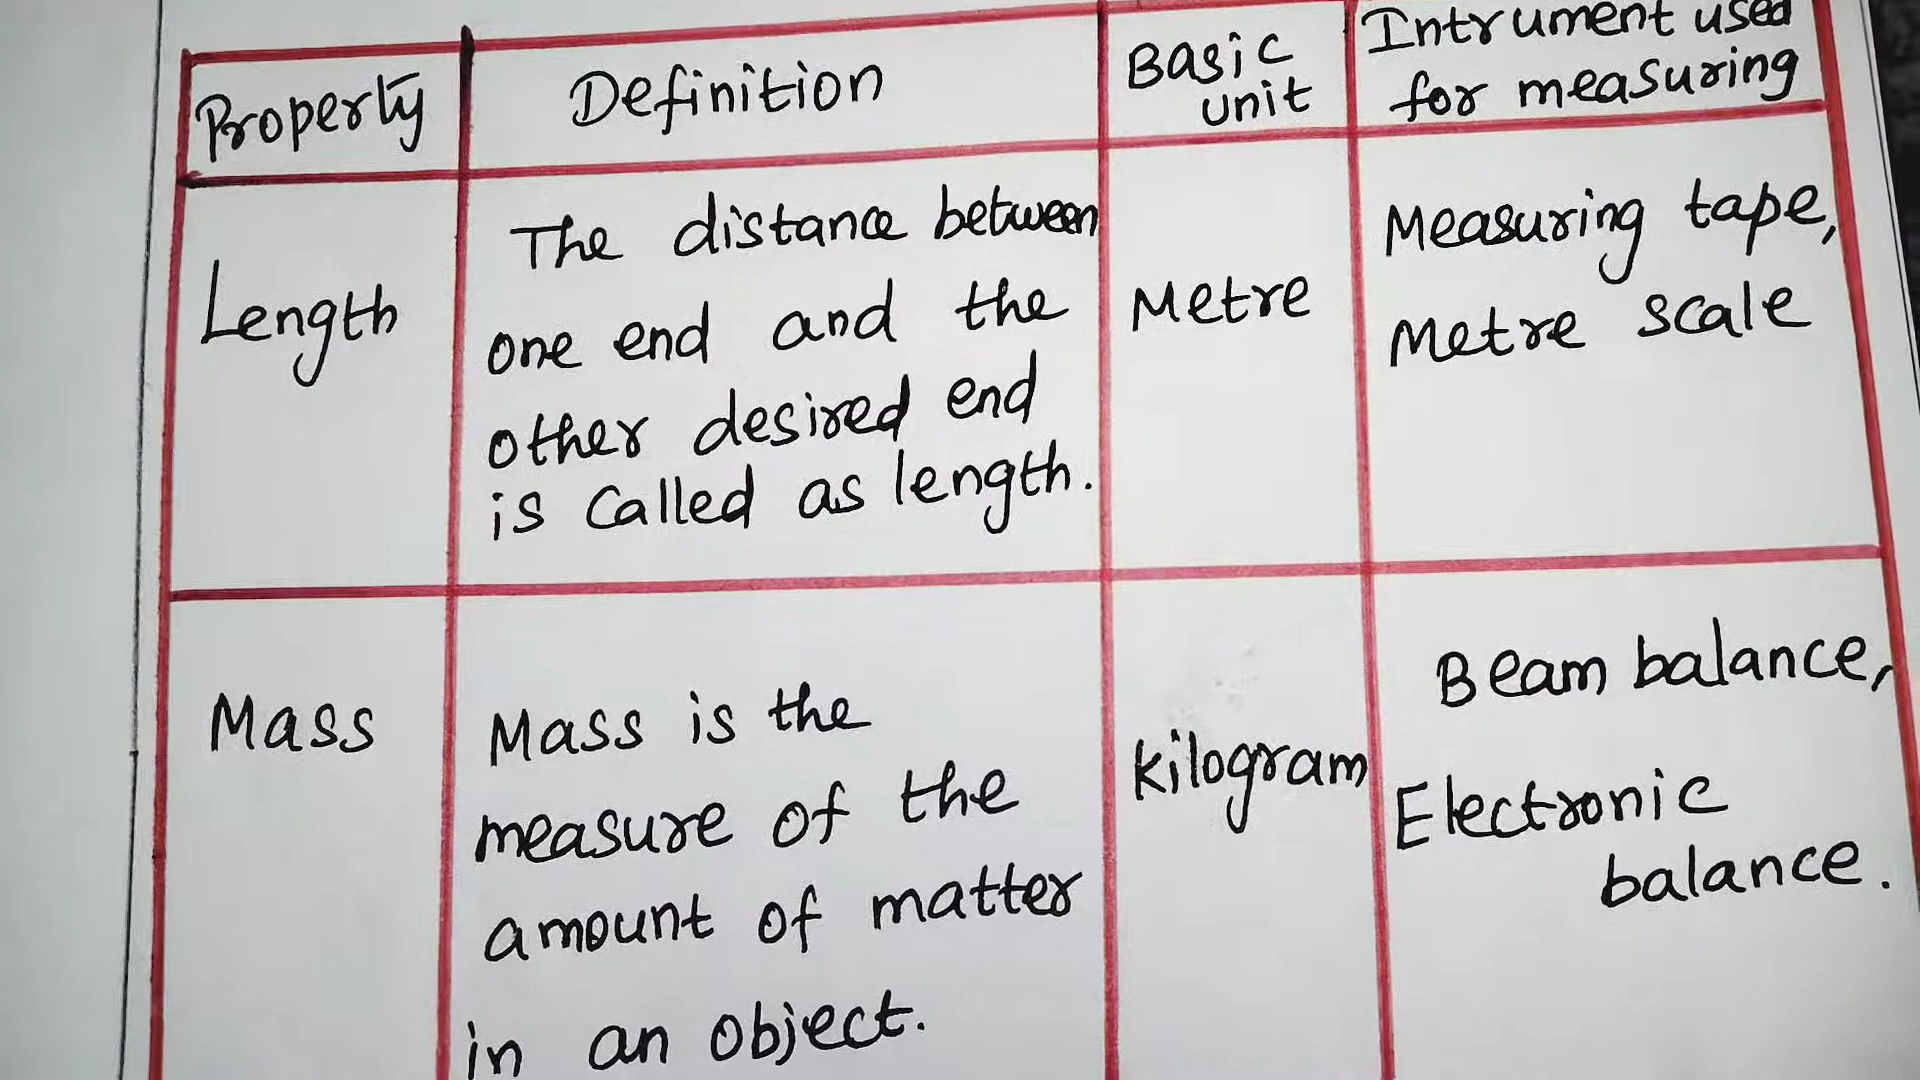 Property
Definition
Basic
unit
Intrument used
for measuring
Length
The distance between
one end and the
other desired end
is called as length.
Metre
Measuring tape,
Metre scale
Mass
Mass is the
measure of the
amount of matter
in an object.
kilogram
Beam balance,
Electronic
balance.